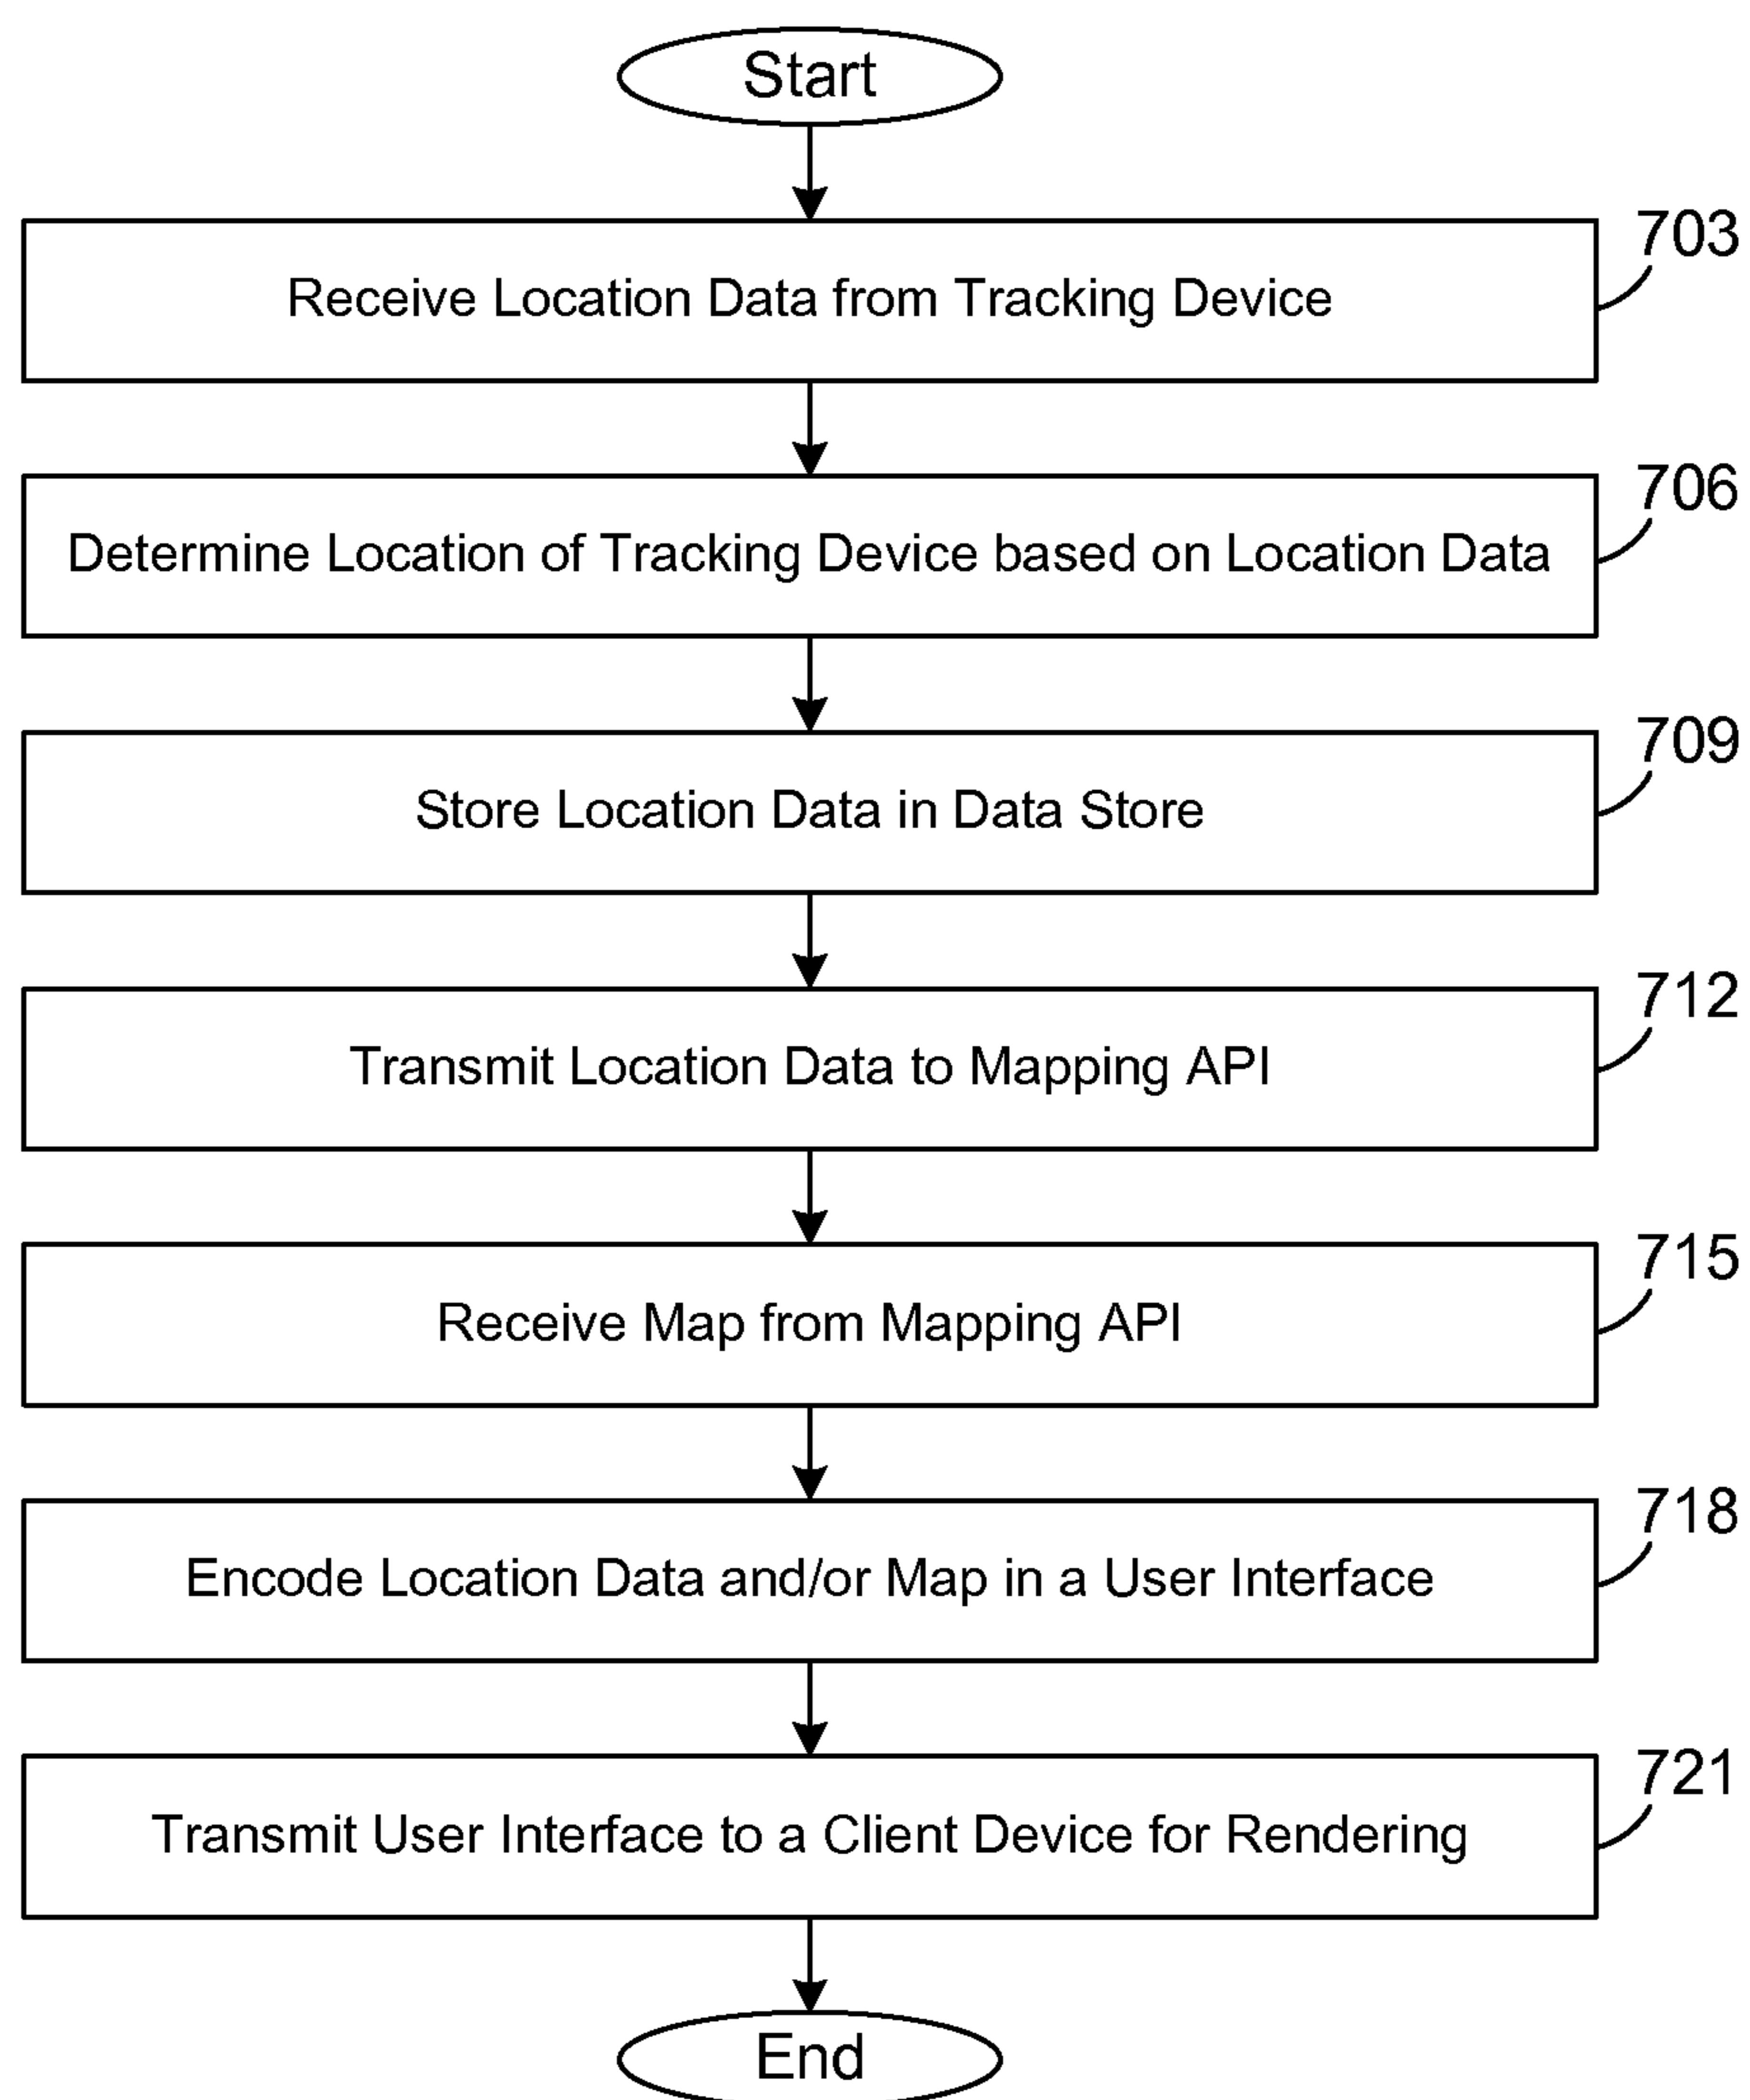 Start
703
Receive Location Data from Tracking Device
706
Determine Location of Tracking Device based on Location Data
709
Store Location Data in Data Store
712
Transmit Location Data to Mapping API
715
Receive Map from Mapping API
718
Encode Location Data and/or Map in a User Interface
721
Transmit User Interface to a Client Device for Rendering
End